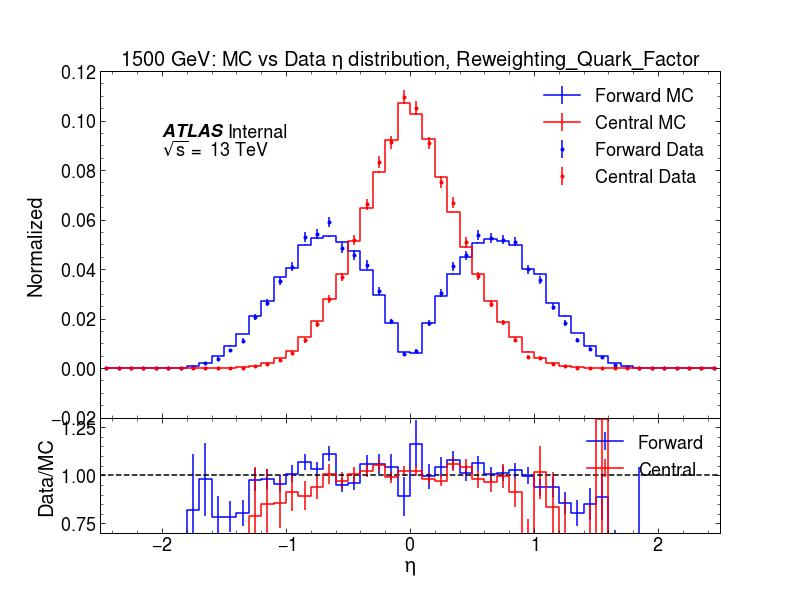 1500 GeV: MC vs Data η distribution, Reweighting_Quark_Factor
0.12
0.10
0.08
0.06
0.04
0.02
0.00
−0.02
Normalized
ATLAS Internal
√s = 13 TeV
Forward MC
Central MC
Forward Data
Central Data
1.25
1.00
0.75
Data/MC
Forward
Central
−2 −1 0 1 2
η